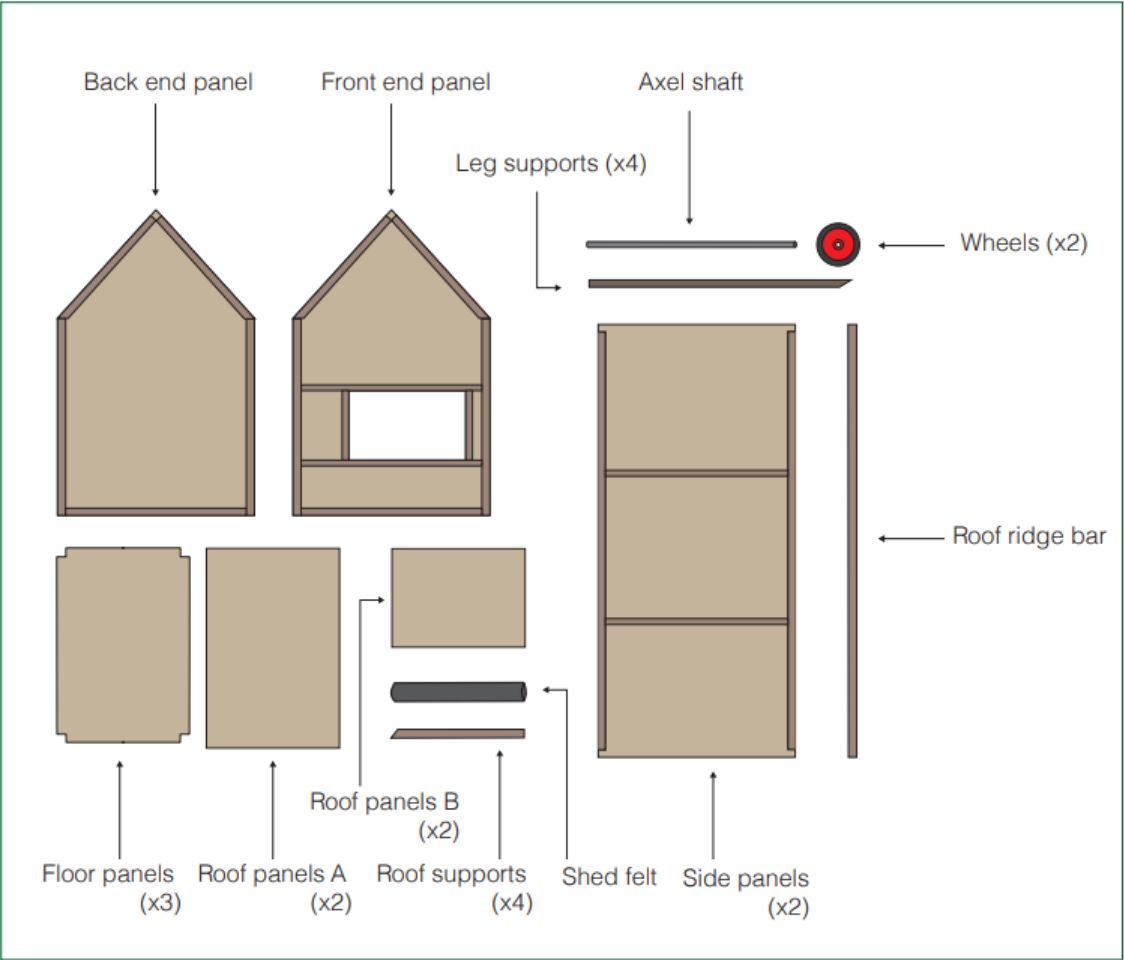 Back end panel
Front end panel
Axel shaft
Leg supports (x4)
Wheels (x2)
Roof ridge bar
Roof panels B
(x2)
Floor panels
(x3)
Roof panels A
(x2)
Roof supports
(x4)
Shed felt
Side panels
(x2)